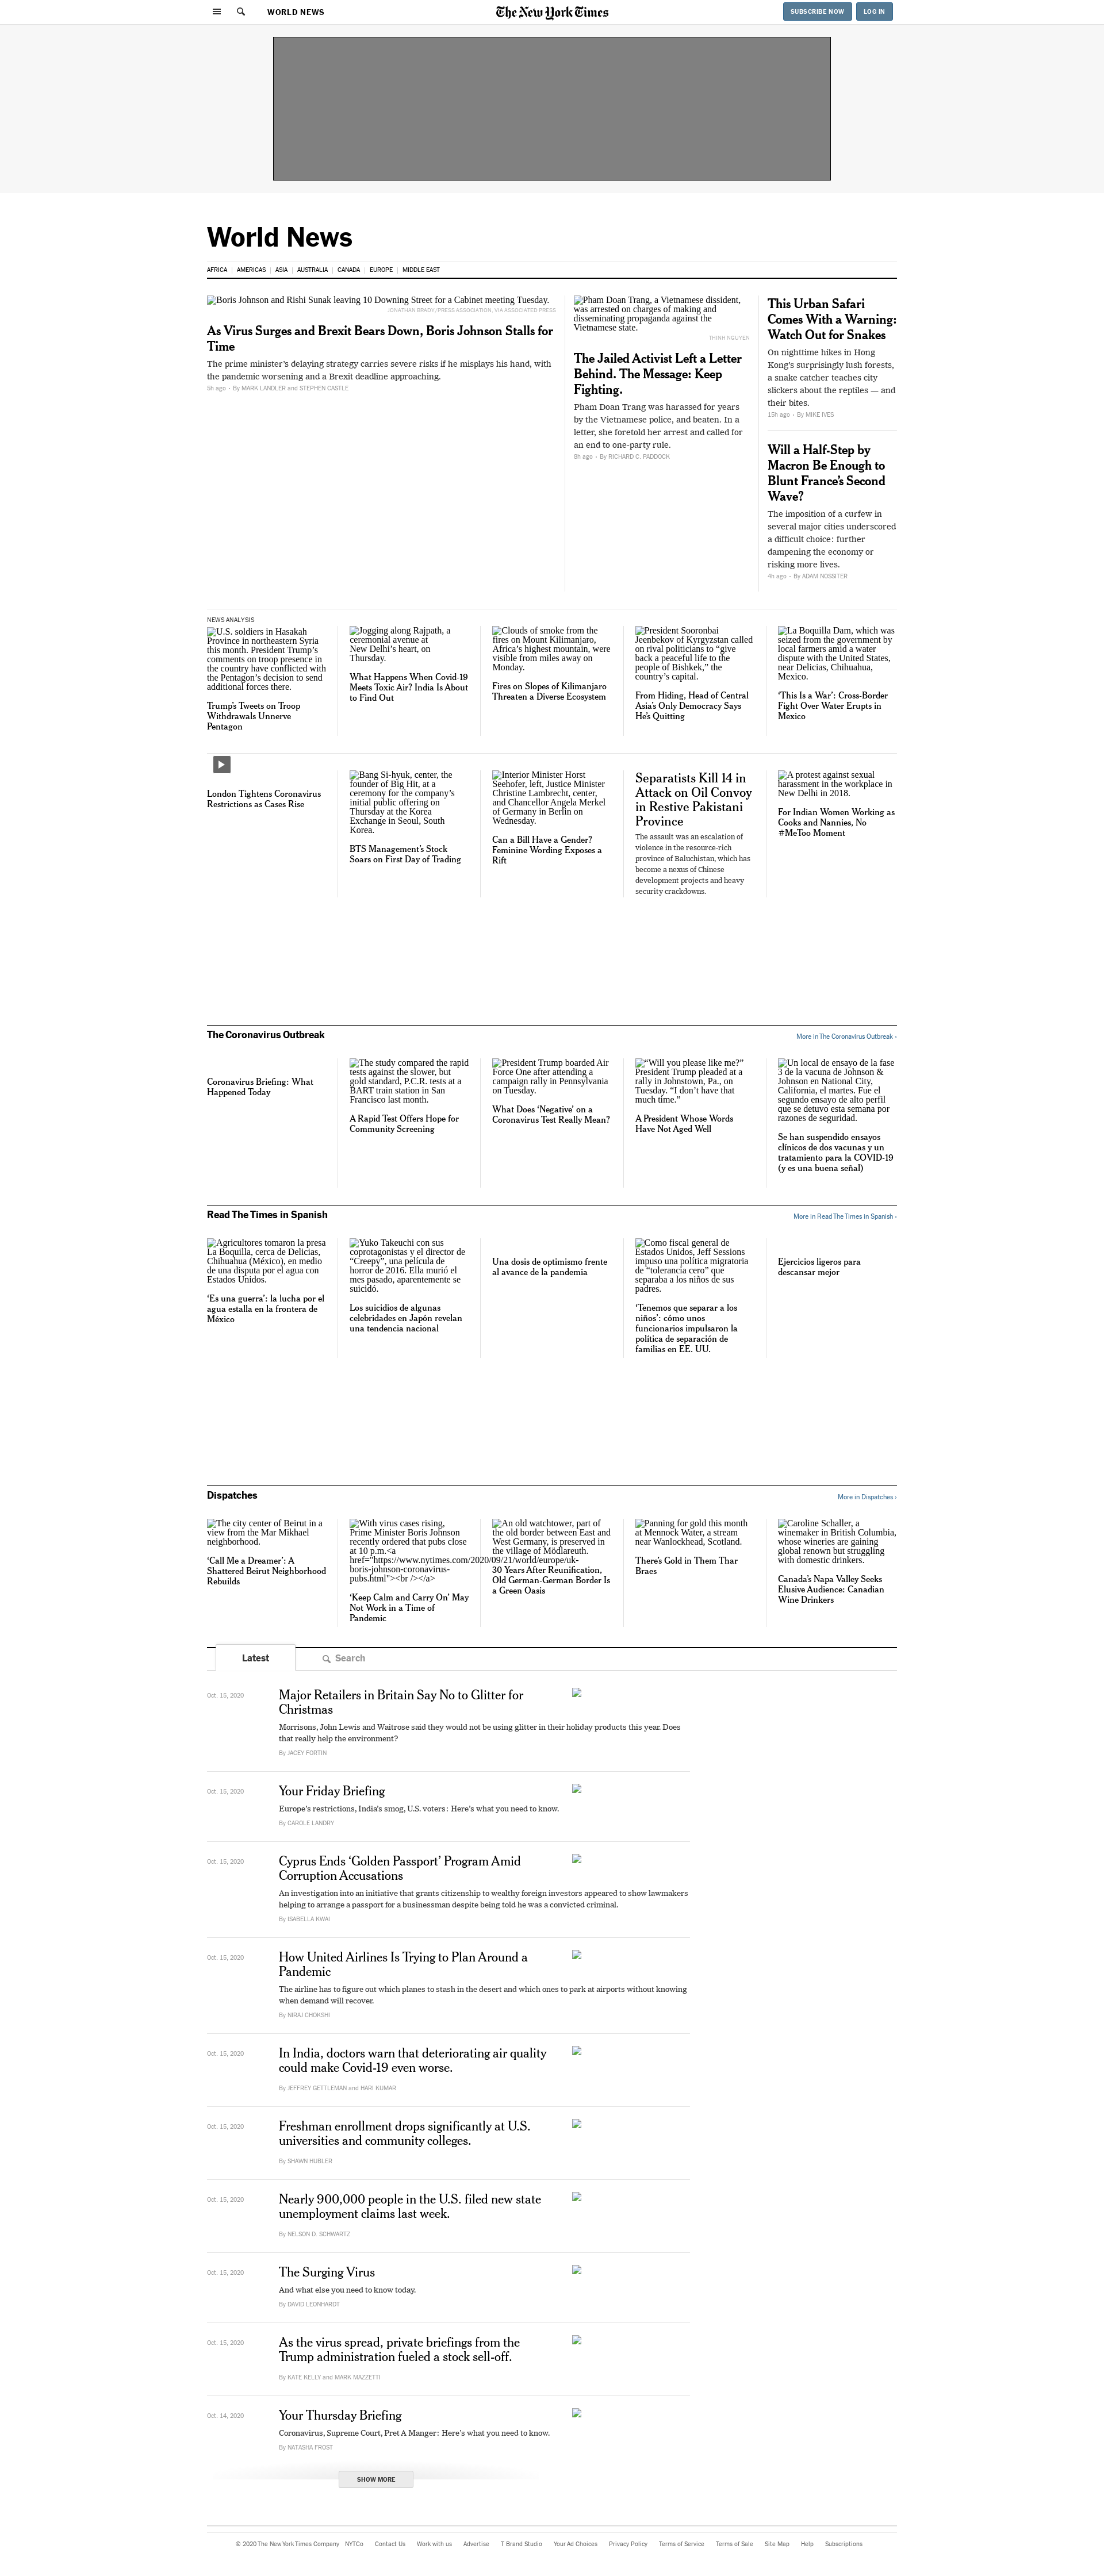 WORLD NEWS
The New York Times
SUBSCRIBE NOW
LOG IN
World News
AFRICA
AMERICAS
ASIA
AUSTRALIA
CANADA
EUROPE
MIDDLE EAST
Boris Johnson and Rishi Sunak leaving 10 Downing Street for a Cabinet meeting Tuesday.
JONATHAN BRADY | PRESS ASSOCIATION, VIA ASSOCIATED PRESS
As Virus Surges and Brexit Bears Down, Boris Johnson Stalls for
Time
The prime minister's delaying strategy carries severe risks if he misplays his hand, with
the pandemic worsening and a Brexit deadline approaching.
5h ago • By MARK LANDLER and STEPHEN CASTLE
Pham Doan Trang, a Vietnamese dissident,
was arrested on charges of making and
disseminating propaganda against the
Vietnamese state.
THINH NGUYEN
The Jailed Activist Left a Letter
Behind. The Message: Keep
Fighting.
Pham Doan Trang was harassed for years
by the Vietnamese police, and beaten. In a
letter, she foretold her arrest and called for
an end to one-party rule.
8h ago • By RICHARD C. PADDOCK
This Urban Safari
Comes With a Warning:
Watch Out for Snakes
On nighttime hikes in Hong
Kong's surprisingly lush forests,
a snake catcher teaches city
slickers about the reptiles — and
their bites.
15h ago • By MIKE IVES
Will a Half-Step by
Macron Be Enough to
Blunt France's Second
Wave?
The imposition of a curfew in
several major cities underscored
a difficult choice: further
dampening the economy or
risking more lives.
4h ago • By ADAM NOSSITER
NEWS ANALYSIS
U.S. soldiers in Hasakah
Province in northeastern Syria
this month. President Trump's
comments on troop presence in
the country have conflicted with
the Pentagon's decision to send
additional forces there.
Trump's Tweets on Troop
Withdrawals Unnerve
Pentagon
Jogging along Rajpath, a
ceremonial avenue at
New Delhi's heart, on
Thursday.
What Happens When Covid-19
Meets Toxic Air? India Is About
to Find Out
Clouds of smoke from the
fires on Mount Kilimanjaro,
Africa's highest mountain, were
visible from miles away on
Monday.
Fires on Slopes of Kilimanjaro
Threaten a Diverse Ecosystem
President Sooronbai
Jeenbekov of Kyrgyzstan called
on rival politicians to "give
back a peaceful life to the
people of Bishkek," the
country's capital.
From Hiding, Head of Central
Asia's Only Democracy Says
He's Quitting
La Boquilla Dam, which was
seized from the government by
local farmers amid a water
dispute with the United States,
near Delicias, Chihuahua,
Mexico.
'This Is a War': Cross-Border
Fight Over Water Erupts in
Mexico
London Tightens Coronavirus
Restrictions as Cases Rise
Bang Si-hyuk, center, the
founder of Big Hit, at a
ceremony for the company's
initial public offering on
Thursday at the Korea
Exchange in Seoul, South
Korea.
BTS Management's Stock
Soars on First Day of Trading
Interior Minister Horst
Seehofer, left, Justice Minister
Christine Lambrecht, center,
and Chancellor Angela Merkel
of Germany in Berlin on
Wednesday.
Can a Bill Have a Gender?
Feminine Wording Exposes a
Rift
Separatists Kill 14 in
Attack on Oil Convoy
in Restive Pakistani
Province
The assault was an escalation of
violence in the resource-rich
province of Baluchistan, which has
become a nexus of Chinese
development projects and heavy
security crackdowns.
A protest against sexual
harassment in the workplace in
New Delhi in 2018.
For Indian Women Working as
Cooks and Nannies, No
#MeToo Moment
The Coronavirus Outbreak
More in The Coronavirus Outbreak ›
Coronavirus Briefing: What
Happened Today
The study compared the rapid
tests against the slower, but
gold standard, P.C.R. tests at a
BART train station in San
Francisco last month.
A Rapid Test Offers Hope for
Community Screening
President Trump boarded Air
Force One after attending a
campaign rally in Pennsylvania
on Tuesday.
What Does 'Negative' on a
Coronavirus Test Really Mean?
"Will you please like me?"
President Trump pleaded at a
rally in Johnstown, Pa., on
Tuesday. "I don't have that
much time."
A President Whose Words
Have Not Aged Well
Un local de ensayo de la fase
3 de la vacuna de Johnson &
Johnson en National City,
California, el martes. Fue el
segundo ensayo de alto perfil
que se detuvo esta semana por
razones de seguridad.
Se han suspendido ensayos
clínicos de dos vacunas y un
tratamiento para la COVID-19
(y es una buena señal)
Read The Times in Spanish
More in Read The Times in Spanish ›
Agricultores tomaron la presa
La Boquilla, cerca de Delicias,
Chihuahua (México), en medio
de una disputa por el agua con
Estados Unidos.
'Es una guerra': la lucha por el
agua estalla en la frontera de
México
Yuko Takeuchi con sus
coprotagonistas y el director de
"Creepy", una película de
horror de 2016. Ella murió el
mes pasado, aparentemente se
suicidó.
Los suicidios de algunas
celebridades en Japón revelan
una tendencia nacional
Una dosis de optimismo frente
al avance de la pandemia
Como fiscal general de
Estados Unidos, Jeff Sessions
impuso una política migratoria
de "tolerancia cero" que
separaba a los niños de sus
padres.
'Tenemos que separar a los
niños': cómo unos
funcionarios impulsaron la
política de separación de
familias en EE. UU.
Ejercicios ligeros para
descansar mejor
Dispatches
More in Dispatches ›
The city center of Beirut in a
view from the Mar Mikhael
neighborhood.
'Call Me a Dreamer': A
Shattered Beirut Neighborhood
Rebuilds
With virus cases rising,
Prime Minister Boris Johnson
recently ordered that pubs close
at 10 p.m.<a
href="https://www.nytimes.com/2020/09/21/world/europe/uk-
boris-johnson-coronavirus-
pubs.html"><br /></a>
'Keep Calm and Carry On' May
Not Work in a Time of
Pandemic
An old watchtower, part of
the old border between East and
West Germany, is preserved in
the village of Mödlareuth.
30 Years After Reunification,
Old German-German Border Is
a Green Oasis
Panning for gold this month
at Mennock Water, a stream
near Wanlockhead, Scotland.
There's Gold in Them Thar
Braes
Caroline Schaller, a
winemaker in British Columbia,
whose wineries are gaining
global renown but struggling
with domestic drinkers.
Canada's Napa Valley Seeks
Elusive Audience: Canadian
Wine Drinkers
Latest
Search
Oct. 15, 2020
Major Retailers in Britain Say No to Glitter for
Christmas
Morrisons, John Lewis and Waitrose said they would not be using glitter in their holiday products this year. Does
that really help the environment?
By JACEY FORTIN
Oct. 15, 2020
Your Friday Briefing
Europe's restrictions, India's smog, U.S. voters: Here's what you need to know.
By CAROLE LANDRY
Oct. 15, 2020
Cyprus Ends 'Golden Passport' Program Amid
Corruption Accusations
An investigation into an initiative that grants citizenship to wealthy foreign investors appeared to show lawmakers
helping to arrange a passport for a businessman despite being told he was a convicted criminal.
By ISABELLA KWAI
Oct. 15, 2020
How United Airlines Is Trying to Plan Around a
Pandemic
The airline has to figure out which planes to stash in the desert and which ones to park at airports without knowing
when demand will recover.
By NIRAJ CHOKSHI
Oct. 15, 2020
In India, doctors warn that deteriorating air quality
could make Covid-19 even worse.
By JEFFREY GETTLEMAN and HARI KUMAR
Oct. 15, 2020
Freshman enrollment drops significantly at U.S.
universities and community colleges.
By SHAWN HUBLER
Oct. 15, 2020
Nearly 900,000 people in the U.S. filed new state
unemployment claims last week.
By NELSON D. SCHWARTZ
Oct. 15, 2020
The Surging Virus
And what else you need to know today.
By DAVID LEONHARDT
Oct. 15, 2020
As the virus spread, private briefings from the
Trump administration fueled a stock sell-off.
By KATE KELLY and MARK MAZZETTI
Oct. 14, 2020
Your Thursday Briefing
Coronavirus, Supreme Court, Pret A Manger: Here's what you need to know.
By NATASHA FROST
SHOW MORE
© 2020 The New York Times Company
NYTCo
Contact Us
Work with us
Advertise
T Brand Studio
Your Ad Choices
Privacy Policy
Terms of Service
Terms of Sale
Site Map
Help
Subscriptions